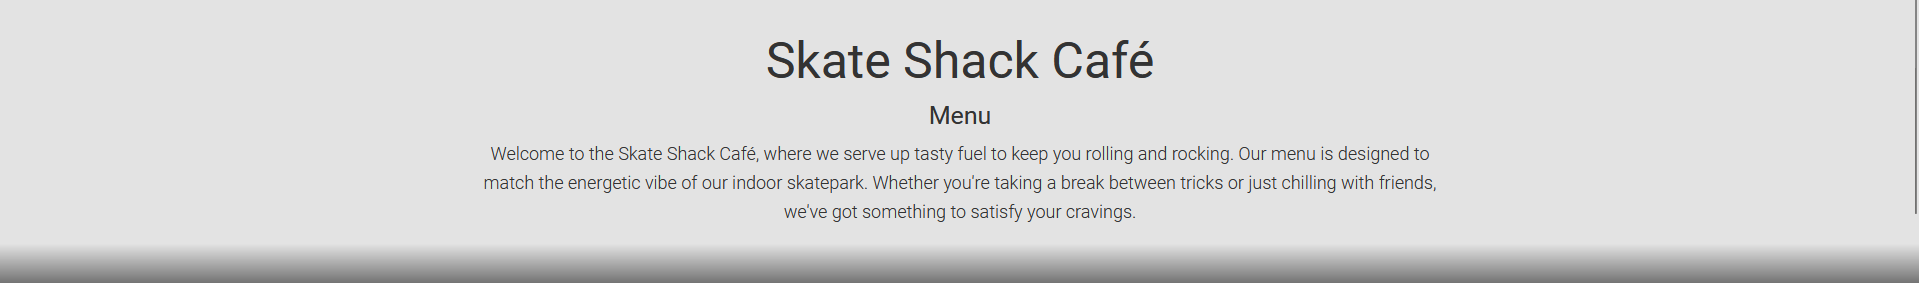 Skate Shack Café
Menu
Welcome to the Skate Shack Café, where we serve up tasty fuel to keep you rolling and rocking. Our menu is designed to
match the energetic vibe of our indoor skatepark. Whether you're taking a break between tricks or just chilling with friends,
we've got something to satisfy your cravings.